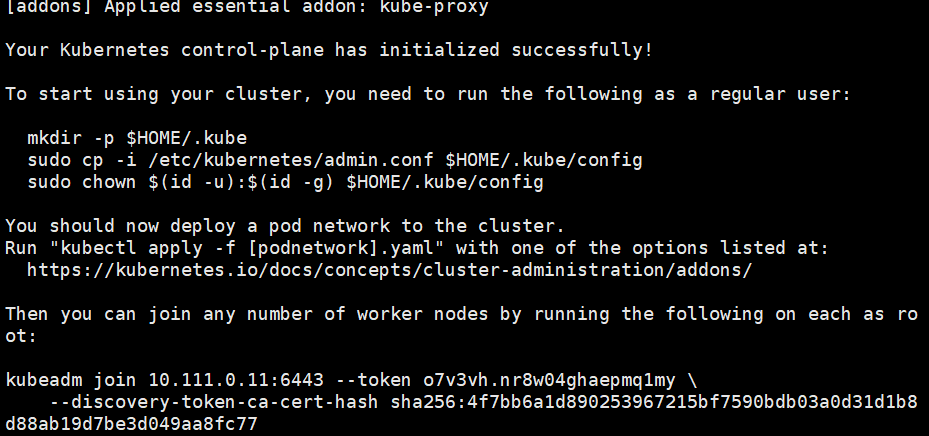 [addons] Applied essential addon: kube-proxy
Your Kubernetes control-plane has initialized successfully!
To start using your cluster, you need to run the following as a regular user:
mkdir -p $HOME/.kube
sudo cp -i /etc/kubernetes/admin.conf $HOME/.kube/config
sudo chown $(id -u):$(id -g) $HOME/.kube/config
You should now deploy a pod network to the cluster.
Run "kubectl apply -f [podnetwork].yaml" with one of the options listed at:
https://kubernetes.io/docs/concepts/cluster-administration/addons/
Then you can join any number of worker nodes by running the following on each as ro
ot:
kubeadm join 10.111.0.11:6443 --token o7v3vh.nr8w04ghaepmq1my \
--discovery-token-ca-cert-hash sha256:4f7bb6a1d890253967215bf7590bdb03a0d31d1b8
d88ab19d7be3d049aa8fc77